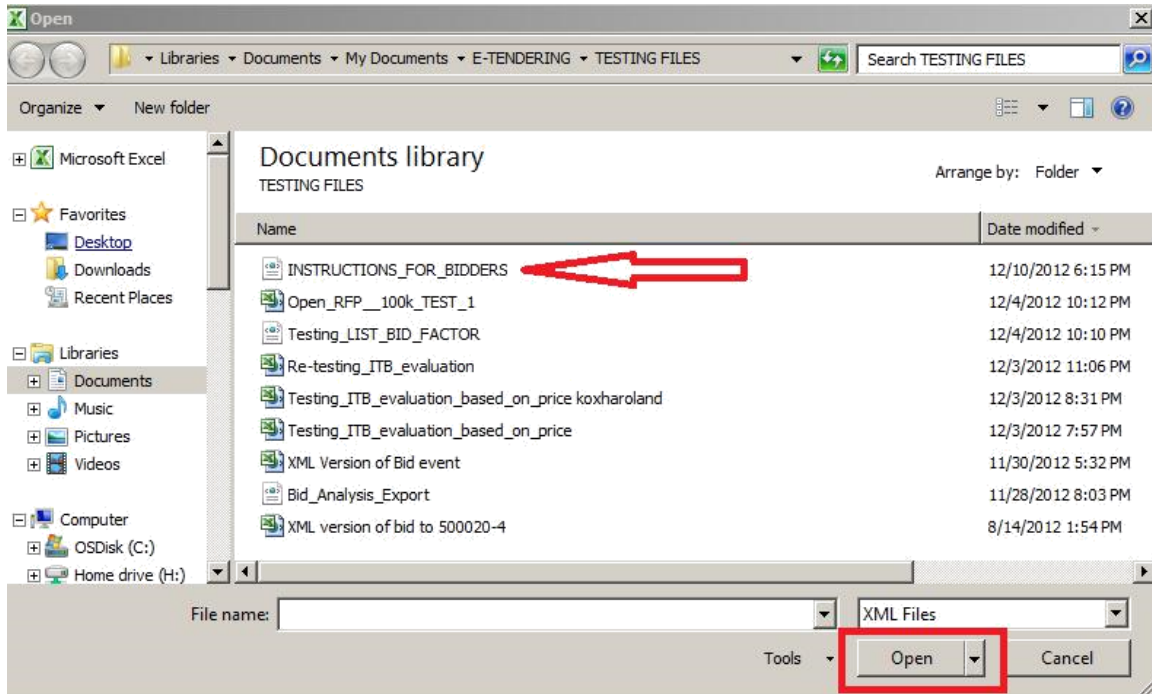 Open
Libraries Documents My Documents E-TENDERING TESTING FILES Search TESTING FILES
Organize New folder
Microsoft Excel
Favorites
Desktop
Downloads
Recent Places
Libraries
Documents
Music
Pictures
Videos
Computer
OSDisk (C:)
Home drive (H:)
Documents library
TESTING FILES
Arrange by: Folder
Name Date modified
INSTRUCTIONS_FOR_BIDDERS 12/10/2012 6:15 PM
Open_RFP__100k_TEST_1 12/4/2012 10:12 PM
Testing_LIST_BID_FACTOR 12/4/2012 10:10 PM
Re-testing_ITB_evaluation 12/3/2012 11:06 PM
Testing_ITB_evaluation_based_on_price koxharoland 12/3/2012 8:31 PM
Testing_ITB_evaluation_based_on_price 12/3/2012 7:57 PM
XML Version of Bid event 11/30/2012 5:32 PM
Bid_Analysis_Export 11/28/2012 8:03 PM
XML version of bid to 500020-4 8/14/2012 1:54 PM
File name: XML Files
Tools Open Cancel